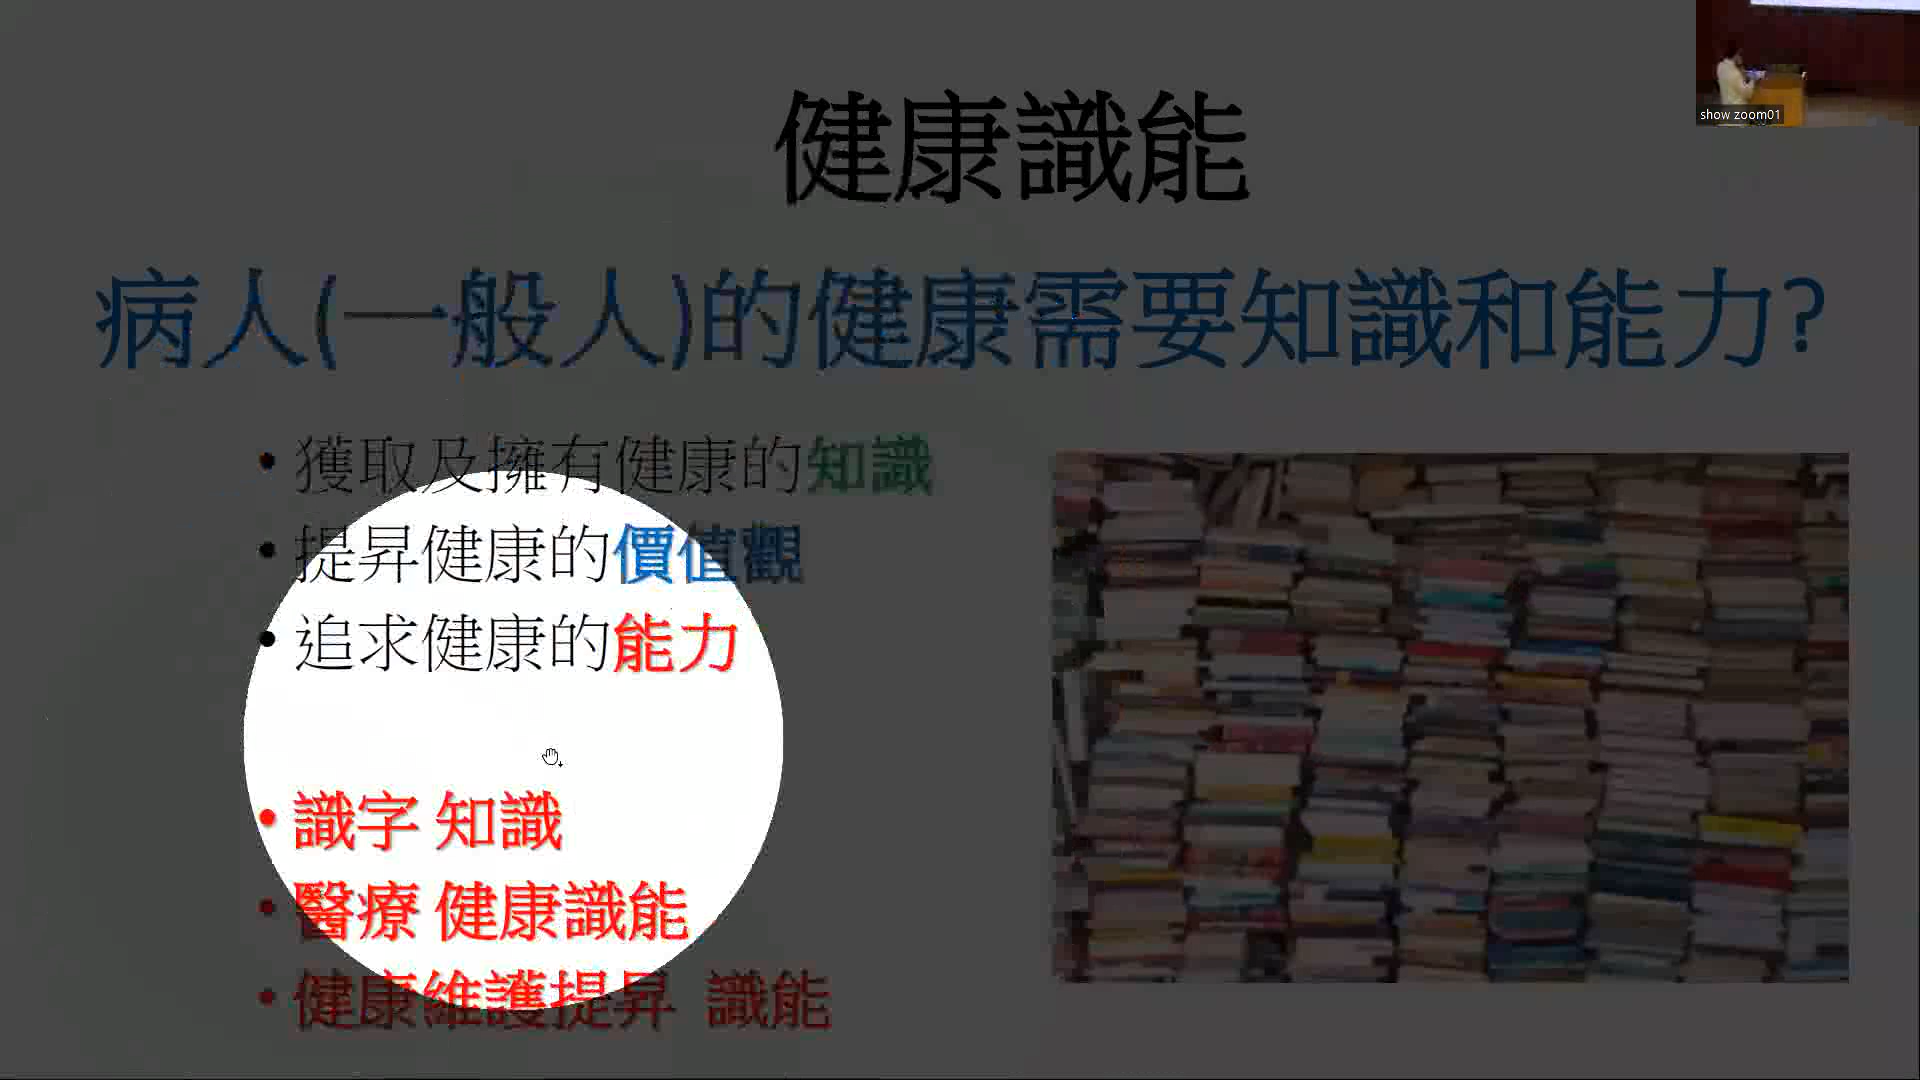 show zoom01
健康識能
病人(一般人)的健康需要知識和能力?
• 獲取及擁有健康的知識
• 提昇健康的價值觀
• 追求健康的能力
• 識字 知識
• 醫療 健康識能
• 健康維護提昇 識能